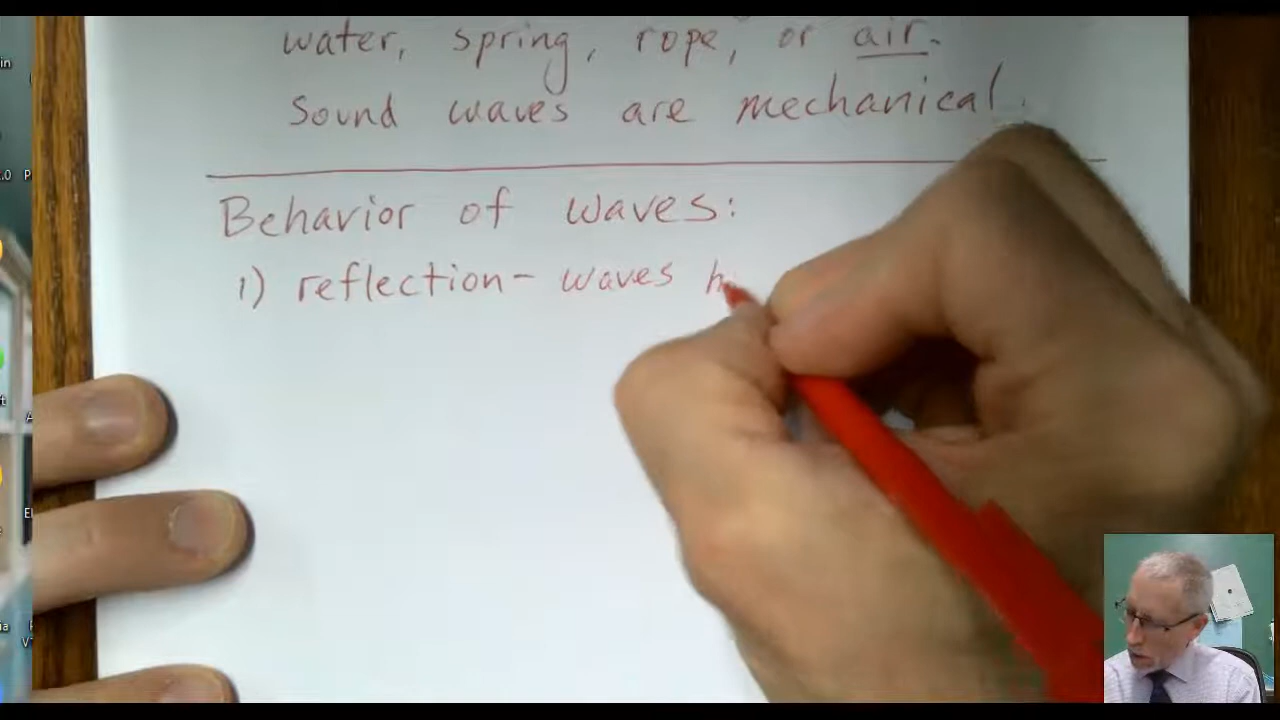 water, spring, rope, or air.
Sound waves are mechanical.
Behavior of waves:
1) reflection - waves h